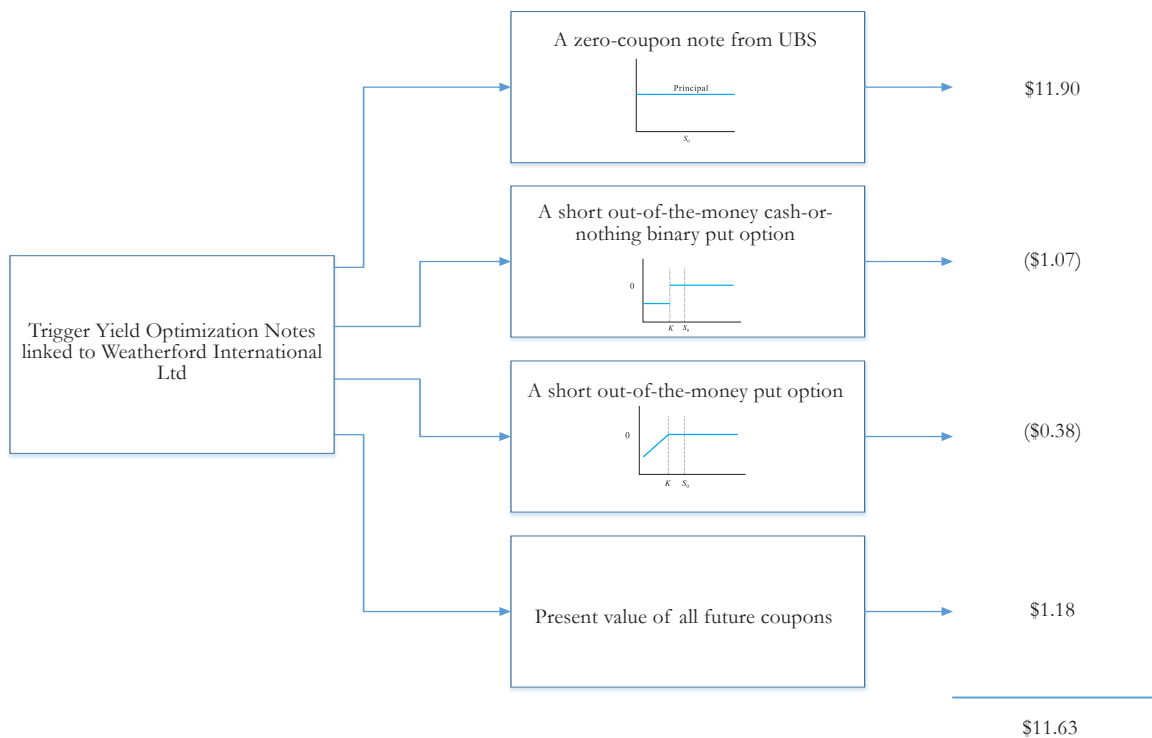 A zero-coupon note from UBS
Principal
S₀
$11.90
A short out-of-the-money cash-or-
nothing binary put option
0
K S₀
($1.07)
Trigger Yield Optimization Notes
linked to Weatherford International
Ltd
A short out-of-the-money put option
0
K S₀
($0.38)
Present value of all future coupons
$1.18
$11.63